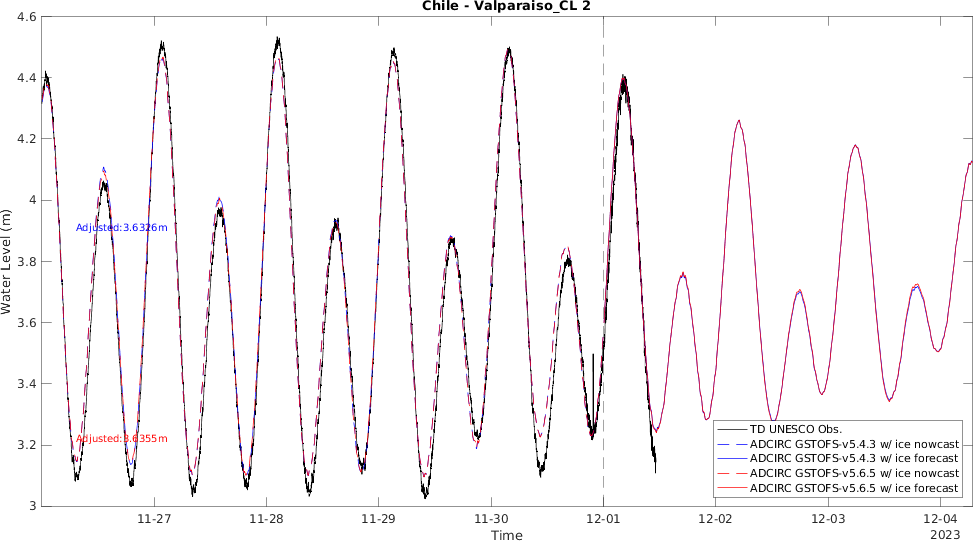 Chile - Valparaiso_CL 2
4.6
4.4
4.2
4
3.8
3.6
3.4
3.2
3
Water Level (m)
Adjusted:3.6326m
Adjusted:3.6355m
TD UNESCO Obs.
ADCIRC GSTOFS-v5.4.3 w/ ice nowcast
ADCIRC GSTOFS-v5.4.3 w/ ice forecast
ADCIRC GSTOFS-v5.6.5 w/ ice nowcast
ADCIRC GSTOFS-v5.6.5 w/ ice forecast
11-27 11-28 11-29 11-30 12-01 12-02 12-03 12-04
Time
2023